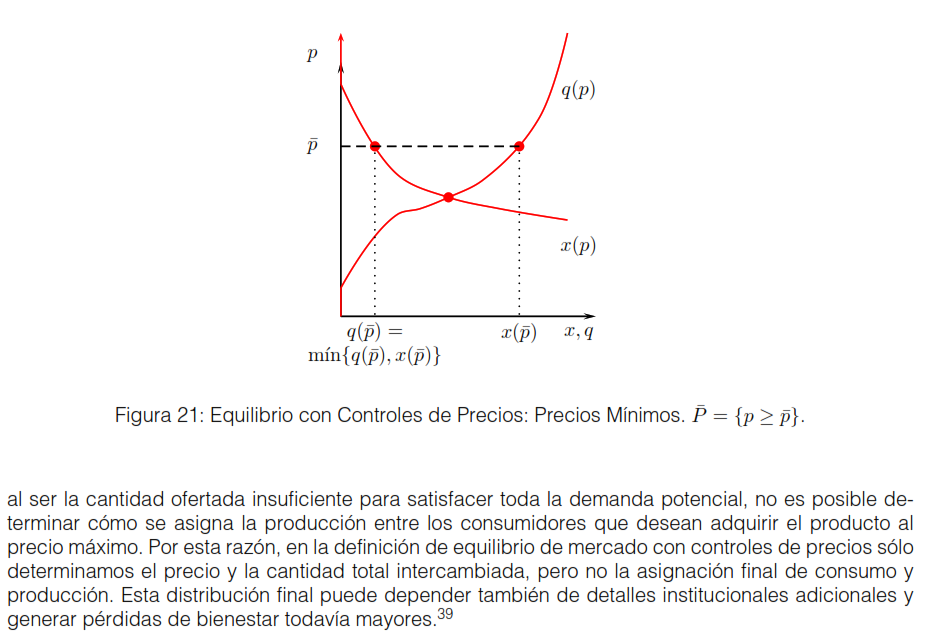 p
q(p)
p̄
x(p)
q(p̄) =
x(p̄)
x, q
mín{q(p̄), x(p̄)}
Figura 21: Equilibrio con Controles de Precios: Precios Mínimos. P̄ = {p ≥ p̄}.
al ser la cantidad ofertada insuficiente para satisfacer toda la demanda potencial, no es posible de-
terminar cómo se asigna la producción entre los consumidores que desean adquirir el producto al
precio máximo. Por esta razón, en la definición de equilibrio de mercado con controles de precios sólo
determinamos el precio y la cantidad total intercambiada, pero no la asignación final de consumo y
producción. Esta distribución final puede depender también de detalles institucionales adicionales y
generar pérdidas de bienestar todavía mayores.³⁹